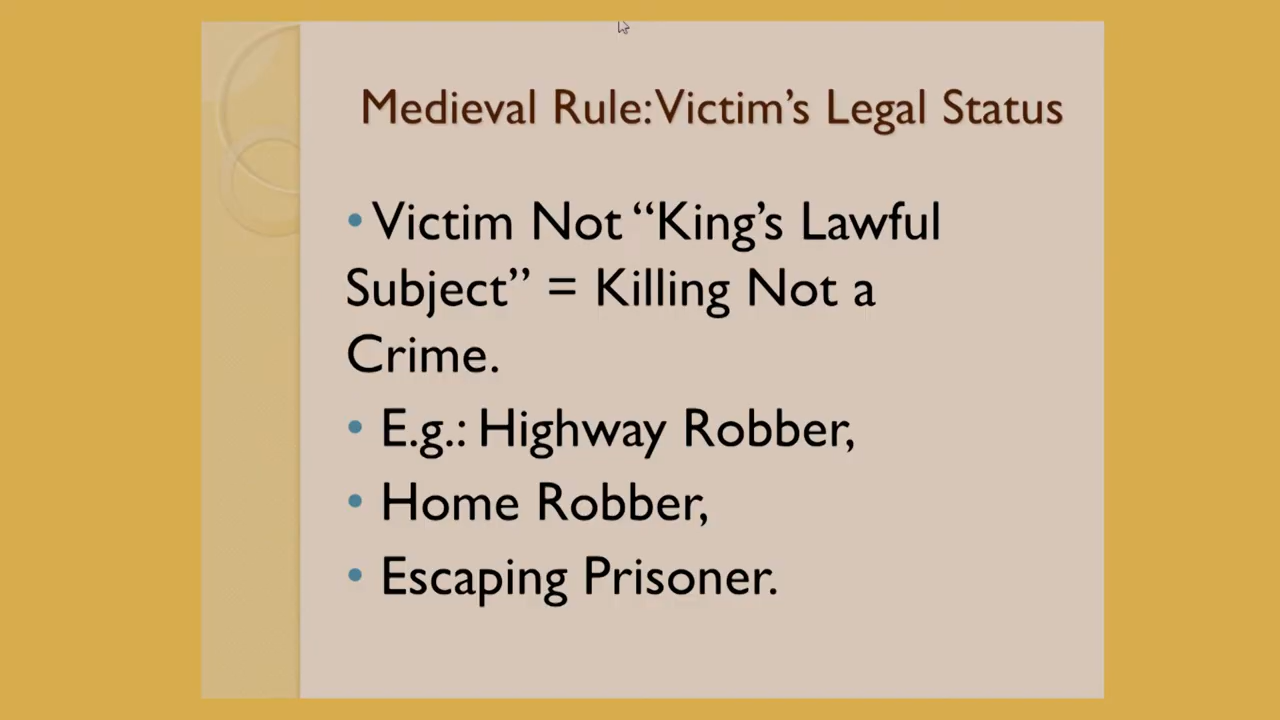 Medieval Rule: Victim’s Legal Status
• Victim Not “King’s Lawful
Subject” = Killing Not a
Crime.
• E.g.: Highway Robber,
• Home Robber,
• Escaping Prisoner.